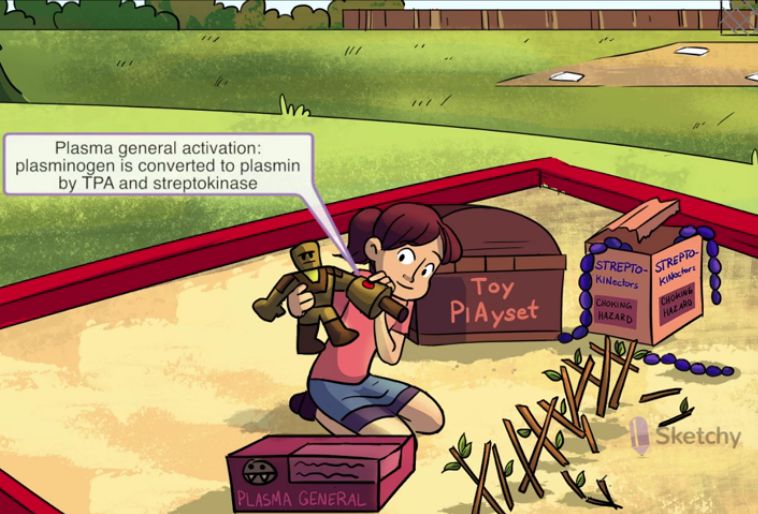 Plasma general activation:
plasminogen is converted to plasmin
by TPA and streptokinase
Toy
PlAyset
STREPTO-
KINectors
CHOKING
HAZARD
STREPTO-
KINectors
CHOKING
HAZARD
Sketchy
PLASMA GENERAL